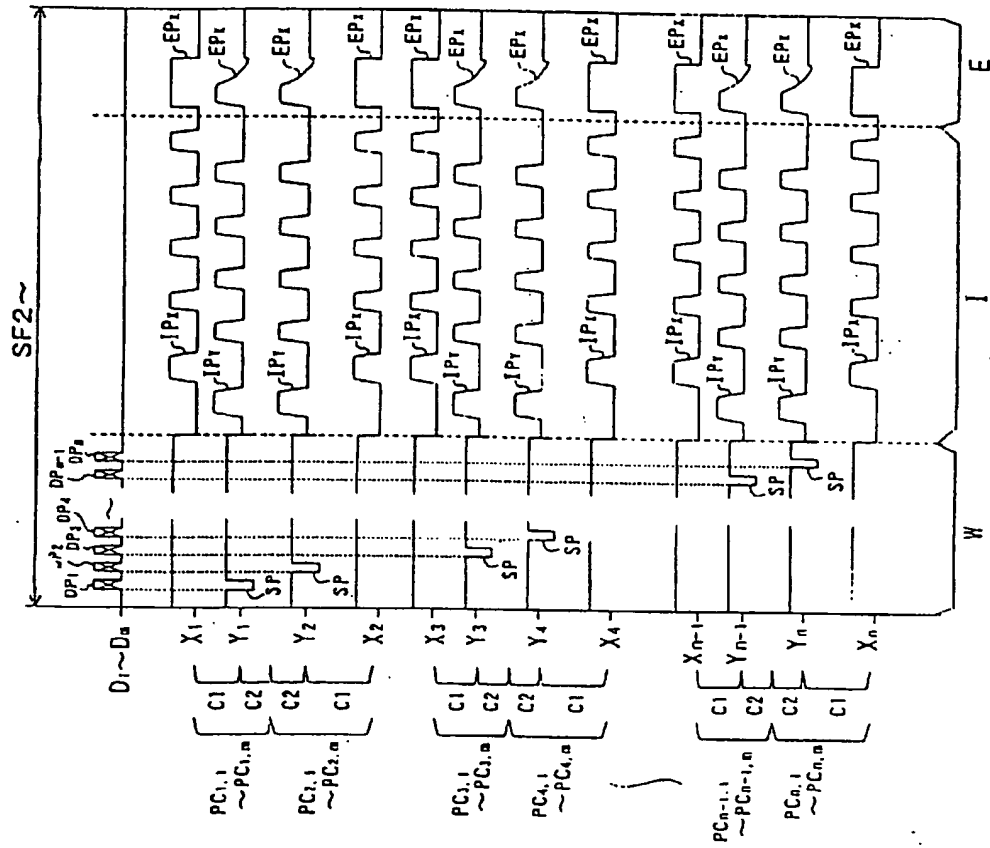 SF2～
D₁～Dₘ
DP₁
DP₃
DP₄
～
DPₙ₋₁
DPₙ
X₁
EPX
IPX
Y₁
SP
IPY
EPX
Y₂
SP
IPY
EPX
X₂
IPX
EPX
X₃
IPX
EPX
Y₃
SP
IPY
EPX
Y₄
SP
IPY
EPX
X₄
IPX
EPX
Xₙ₋₁
IPX
EPX
Yₙ₋₁
SP
IPY
EPX
Yₙ
SP
IPY
EPX
Xₙ
IPX
EPX
PC₁,₁
～PC₁,ₘ
C1
C2
PC₂,₁
～PC₂,ₘ
C2
C1
PC₃,₁
～PC₃,ₘ
C1
C2
PC₄,₁
～PC₄,ₘ
C2
C1
PCₙ₋₁,₁
～PCₙ₋₁,ₘ
C1
C2
PCₙ,₁
～PCₙ,ₘ
C2
C1
W
I
E